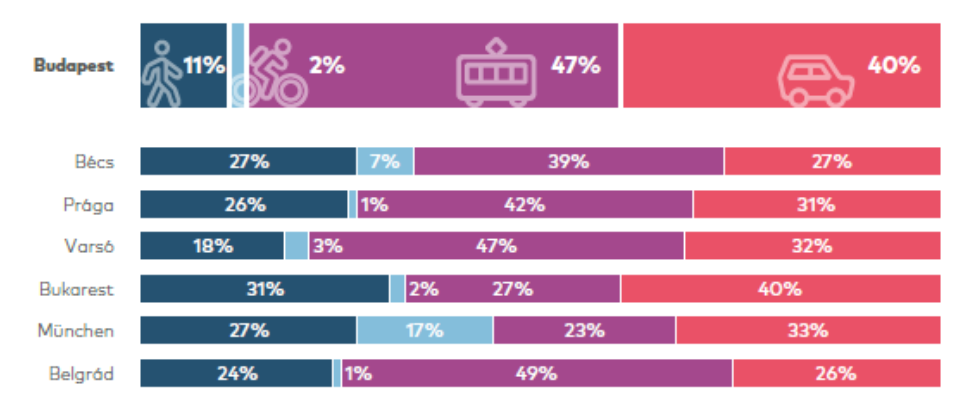 Budapest 11% 2% 47% 40%
Bécs 27% 7% 39% 27%
Prága 26% 1% 42% 31%
Varsó 18% 3% 47% 32%
Bukarest 31% 2% 27% 40%
München 27% 17% 23% 33%
Belgrád 24% 1% 49% 26%